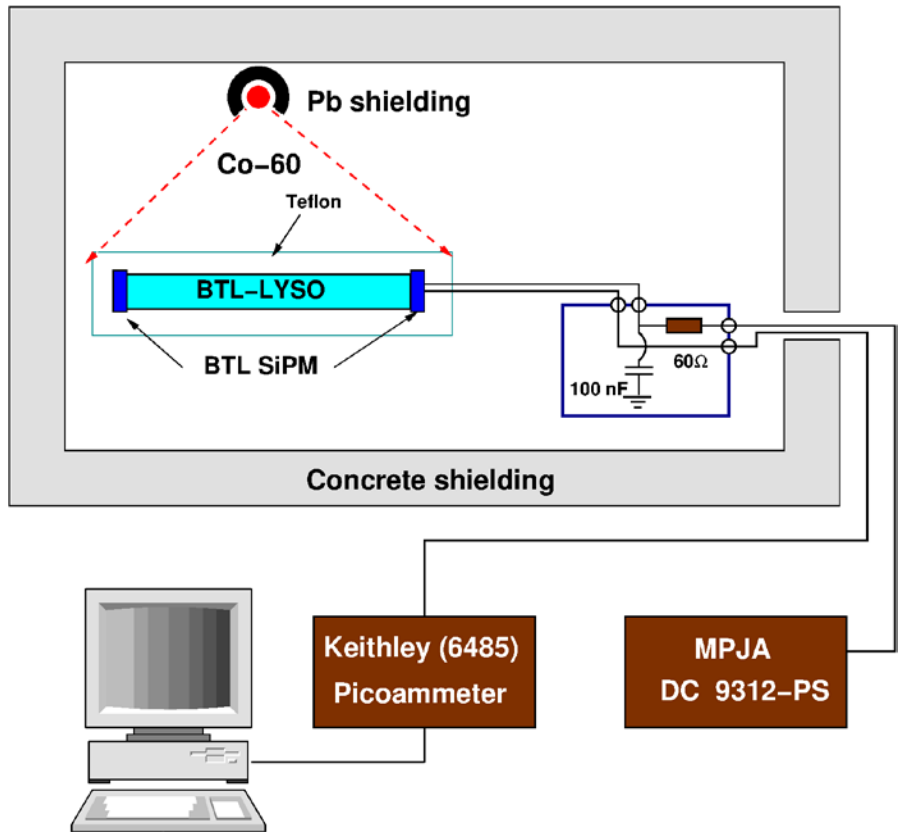 Pb shielding
Co-60
Teflon
BTL-LYSO
BTL SiPM
60Ω
100 nF
Concrete shielding
Keithley (6485)
Picoammeter
MPJA
DC 9312-PS